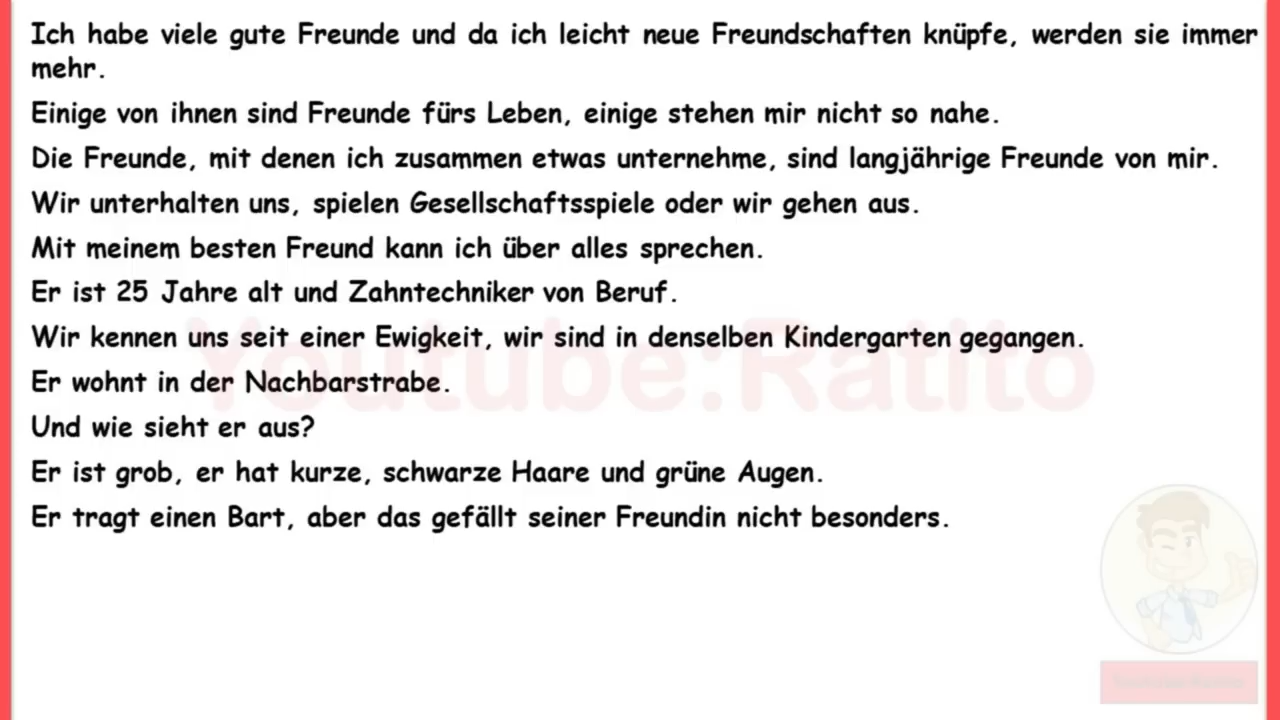 Ich habe viele gute Freunde und da ich leicht neue Freundschaften knüpfe, werden sie immer
mehr.
Einige von ihnen sind Freunde fürs Leben, einige stehen mir nicht so nahe.
Die Freunde, mit denen ich zusammen etwas unternehme, sind langjährige Freunde von mir.
Wir unterhalten uns, spielen Gesellschaftsspiele oder wir gehen aus.
Mit meinem besten Freund kann ich über alles sprechen.
Er ist 25 Jahre alt und Zahntechniker von Beruf.
Wir kennen uns seit einer Ewigkeit, wir sind in denselben Kindergarten gegangen.
Youtube:Ratito
Er wohnt in der Nachbarstrabe.
Und wie sieht er aus?
Er ist grob, er hat kurze, schwarze Haare und grüne Augen.
Er tragt einen Bart, aber das gefällt seiner Freundin nicht besonders.